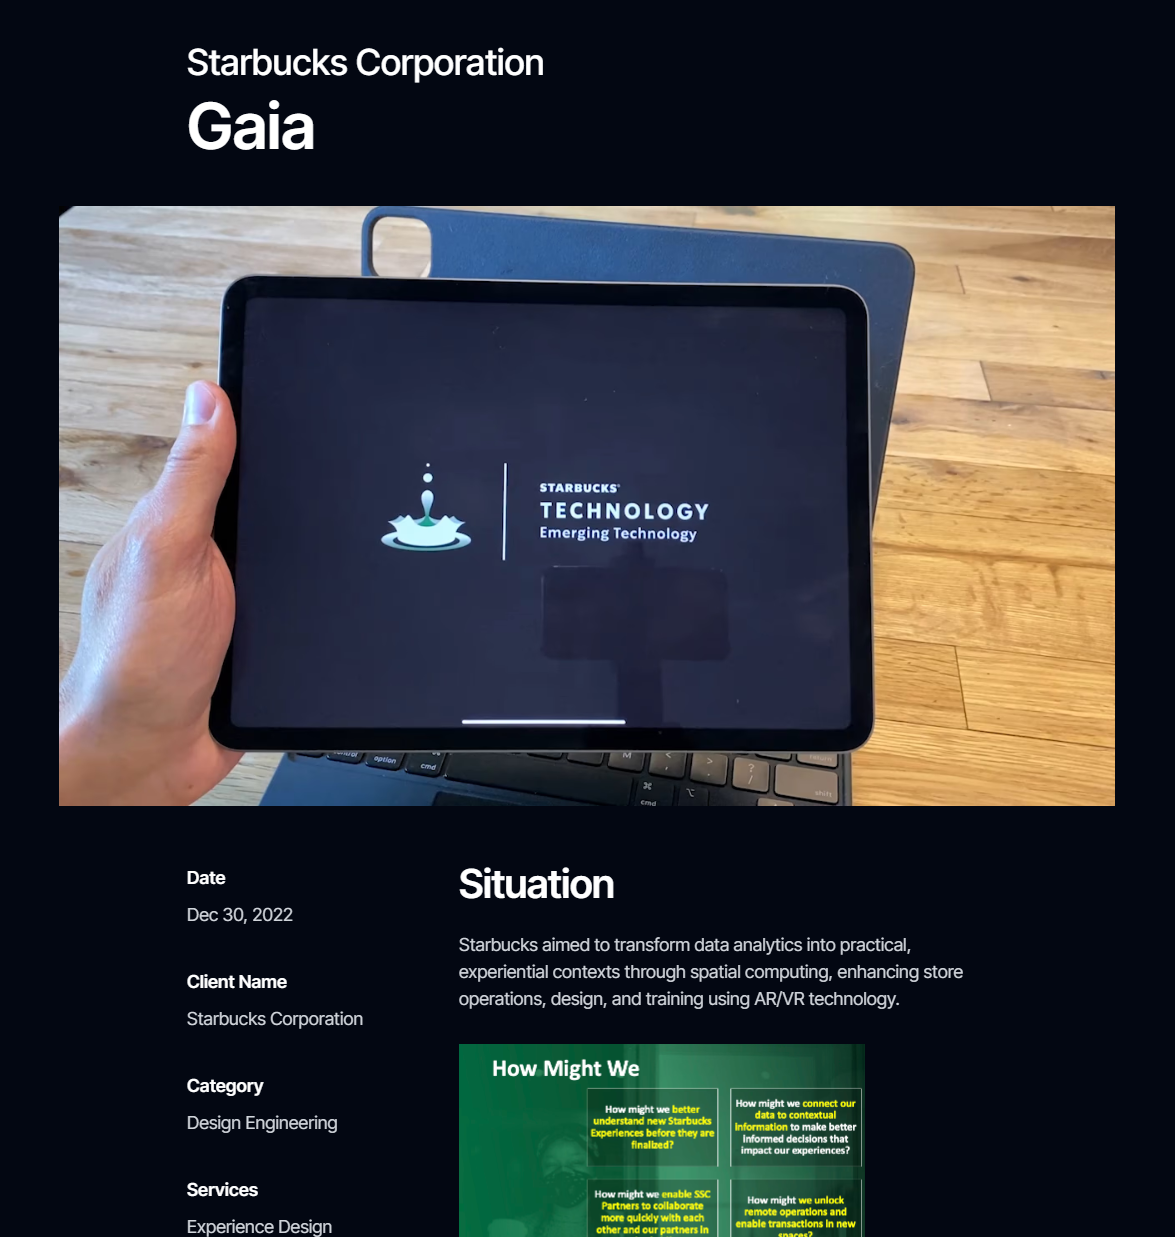 Starbucks Corporation
Gaia
STARBUCKS
TECHNOLOGY
Emerging Technology
control
option
cmd
⌘
cmd
M
<
,
>
.
?
/
return
shift
⌘
⌥
cmd
Date
Dec 30, 2022
Client Name
Starbucks Corporation
Category
Design Engineering
Services
Experience Design
Situation
Starbucks aimed to transform data analytics into practical,
experiential contexts through spatial computing, enhancing store
operations, design, and training using AR/VR technology.
How Might We
How might we better
understand new Starbucks
Experiences before they are
finalized?
How might we connect our
data to contextual
information to make better
informed decisions that
impact our experiences?
How might we enable SSC
Partners to collaborate
more quickly with each
other and our partners in
How might we unlock
remote operations and
enable transactions in new
spaces?